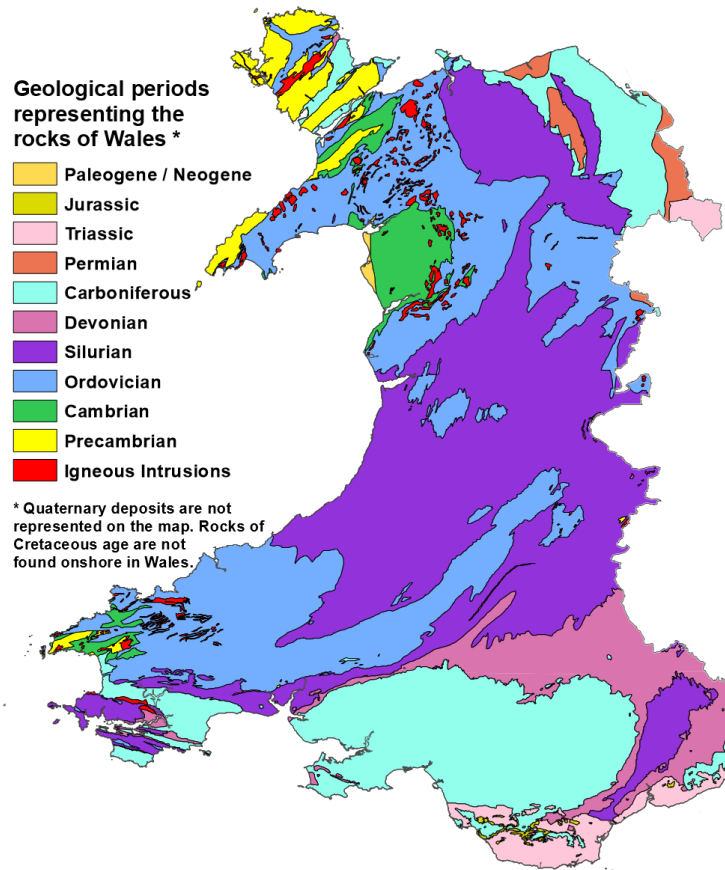 Geological periods
representing the
rocks of Wales *
Paleogene / Neogene
Jurassic
Triassic
Permian
Carboniferous
Devonian
Silurian
Ordovician
Cambrian
Precambrian
Igneous Intrusions
* Quaternary deposits are not
represented on the map. Rocks of
Cretaceous age are not
found onshore in Wales.